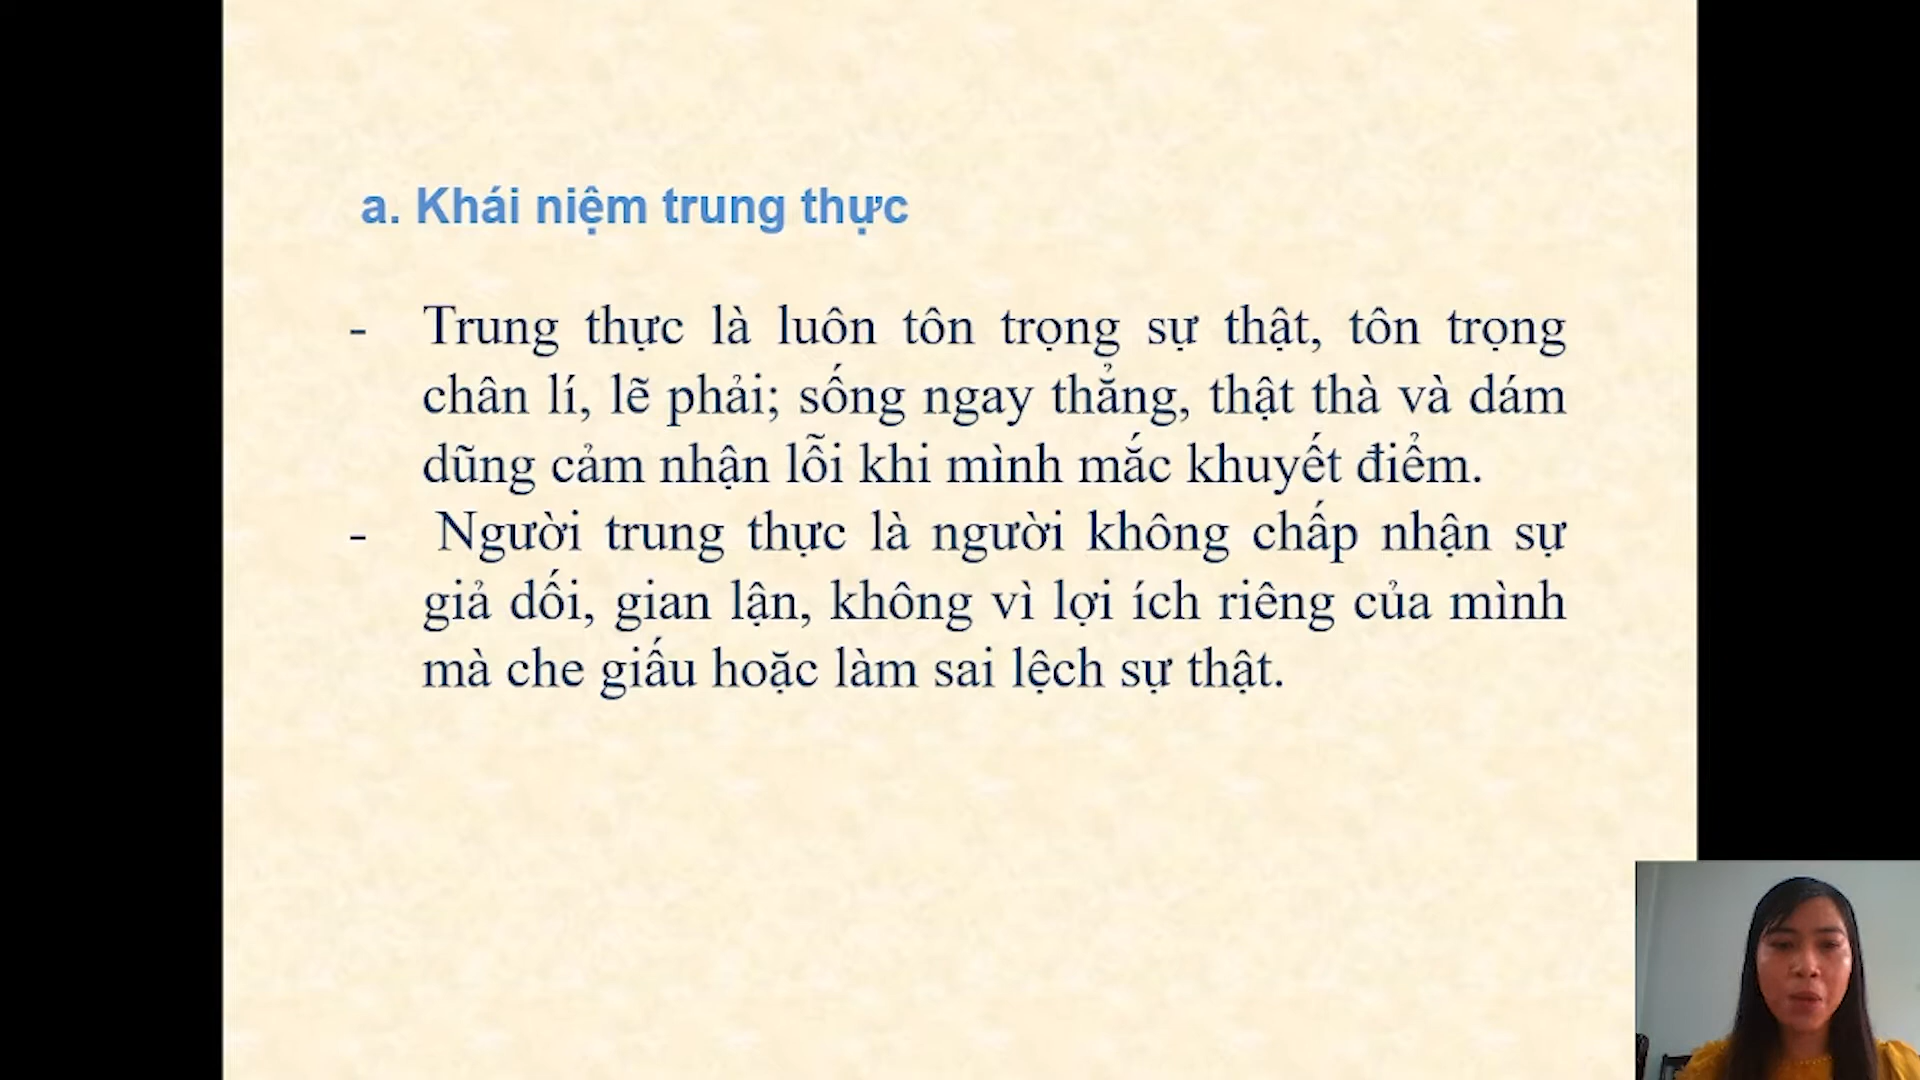 a. Khái niệm trung thực
- Trung thực là luôn tôn trọng sự thật, tôn trọng
chân lí, lẽ phải; sống ngay thẳng, thật thà và dám
dũng cảm nhận lỗi khi mình mắc khuyết điểm.
- Người trung thực là người không chấp nhận sự
giả dối, gian lận, không vì lợi ích riêng của mình
mà che giấu hoặc làm sai lệch sự thật.